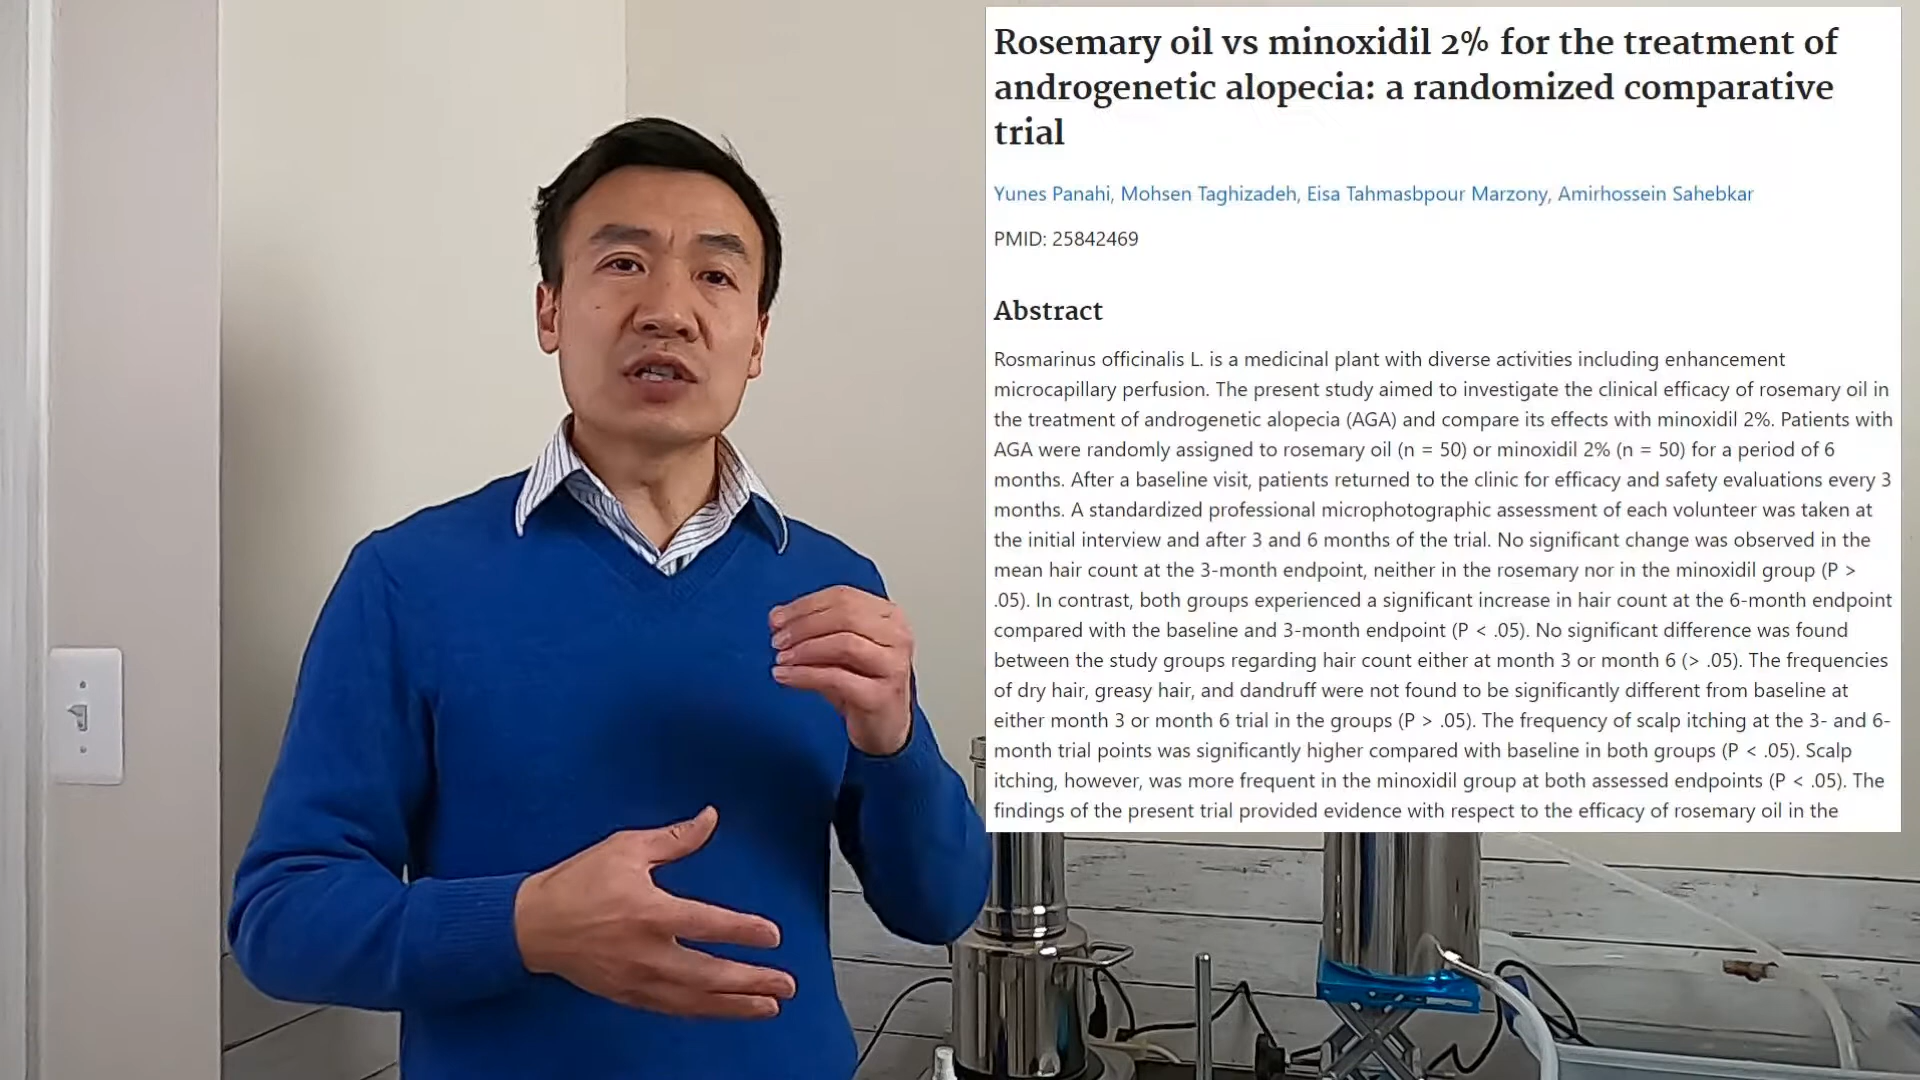 Rosemary oil vs minoxidil 2% for the treatment of
androgenetic alopecia: a randomized comparative
trial
Yunes Panahi, Mohsen Taghizadeh, Eisa Tahmasbpour Marzony, Amirhossein Sahebkar
PMID: 25842469
Abstract
Rosmarinus officinalis L. is a medicinal plant with diverse activities including enhancement
microcapillary perfusion. The present study aimed to investigate the clinical efficacy of rosemary oil in
the treatment of androgenetic alopecia (AGA) and compare its effects with minoxidil 2%. Patients with
AGA were randomly assigned to rosemary oil (n = 50) or minoxidil 2% (n = 50) for a period of 6
months. After a baseline visit, patients returned to the clinic for efficacy and safety evaluations every 3
months. A standardized professional microphotographic assessment of each volunteer was taken at
the initial interview and after 3 and 6 months of the trial. No significant change was observed in the
mean hair count at the 3-month endpoint, neither in the rosemary nor in the minoxidil group (P >
.05). In contrast, both groups experienced a significant increase in hair count at the 6-month endpoint
compared with the baseline and 3-month endpoint (P < .05). No significant difference was found
between the study groups regarding hair count either at month 3 or month 6 (> .05). The frequencies
of dry hair, greasy hair, and dandruff were not found to be significantly different from baseline at
either month 3 or month 6 trial in the groups (P > .05). The frequency of scalp itching at the 3- and 6-
month trial points was significantly higher compared with baseline in both groups (P < .05). Scalp
itching, however, was more frequent in the minoxidil group at both assessed endpoints (P < .05). The
findings of the present trial provided evidence with respect to the efficacy of rosemary oil in the